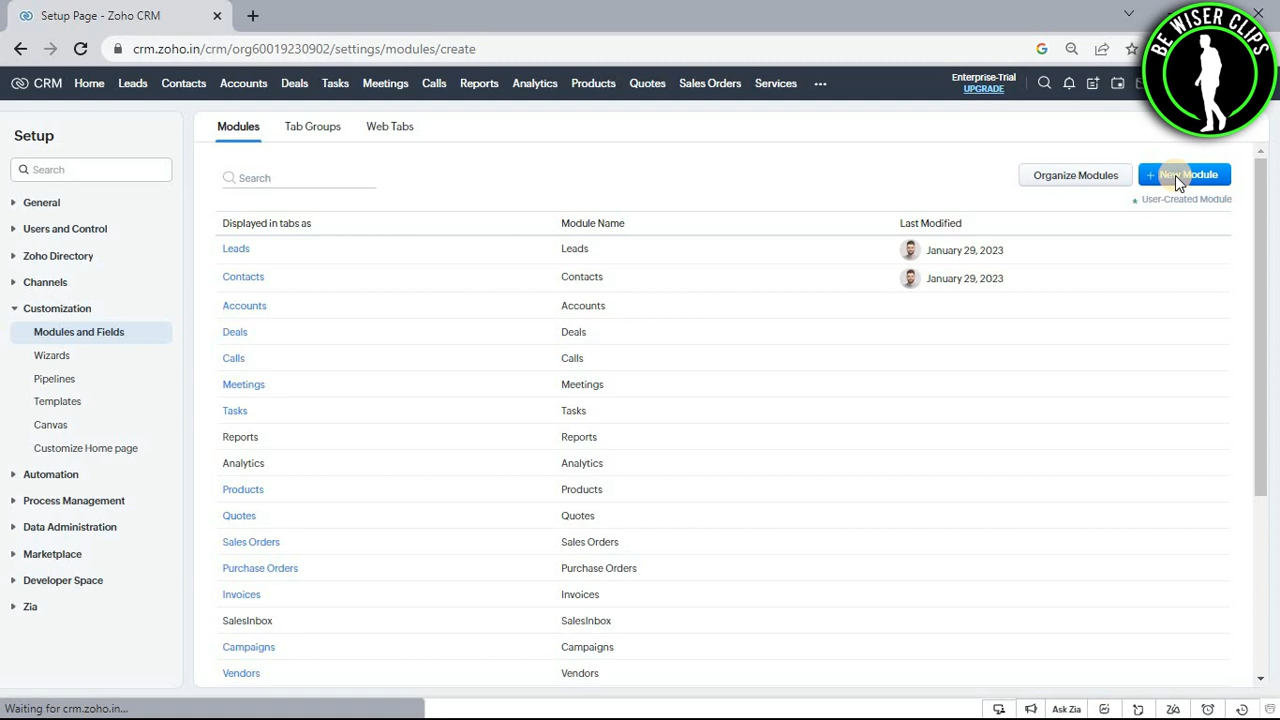 Setup Page - Zoho CRM
crm.zoho.in/crm/org60019230902/settings/modules/create
BE WISER CLIPS
CRM Home Leads Contacts Accounts Deals Tasks Meetings Calls Reports Analytics Products Quotes Sales Orders Services
Enterprise-Trial
UPGRADE
Setup
Search
General
Users and Control
Zoho Directory
Channels
Customization
Modules and Fields
Wizards
Pipelines
Templates
Canvas
Customize Home page
Automation
Process Management
Data Administration
Marketplace
Developer Space
Zia
Modules Tab Groups Web Tabs
Search
Organize Modules
+ New Module
User-Created Module
Displayed in tabs as Module Name Last Modified
Leads Leads January 29, 2023
Contacts Contacts January 29, 2023
Accounts Accounts
Deals Deals
Calls Calls
Meetings Meetings
Tasks Tasks
Reports Reports
Analytics Analytics
Products Products
Quotes Quotes
Sales Orders Sales Orders
Purchase Orders Purchase Orders
Invoices Invoices
SalesInbox SalesInbox
Campaigns Campaigns
Vendors Vendors
Waiting for crm.zoho.in...
Ask Zia